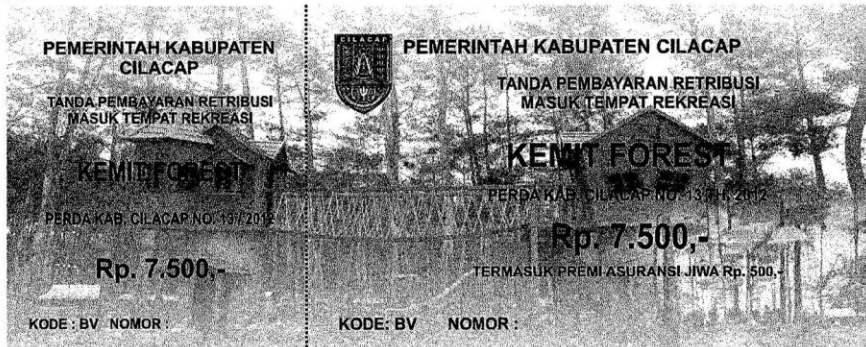 PEMERINTAH KABUPATEN
CILACAP
TANDA PEMBAYARAN RETRIBUSI
MASUK TEMPAT REKREASI
KEMIT FOREST
PERDA KAB. CILACAP NO. 13 / 2012
Rp. 7.500,-
KODE : BV NOMOR :
CILACAP
PEMERINTAH KABUPATEN CILACAP
TANDA PEMBAYARAN RETRIBUSI
MASUK TEMPAT REKREASI
KEMIT FOREST
PERDA KAB. CILACAP NO. 13 TH. 2012
Rp. 7.500,-
TERMASUK PREMI ASURANSI JIWA Rp. 500,-
KODE: BV NOMOR :